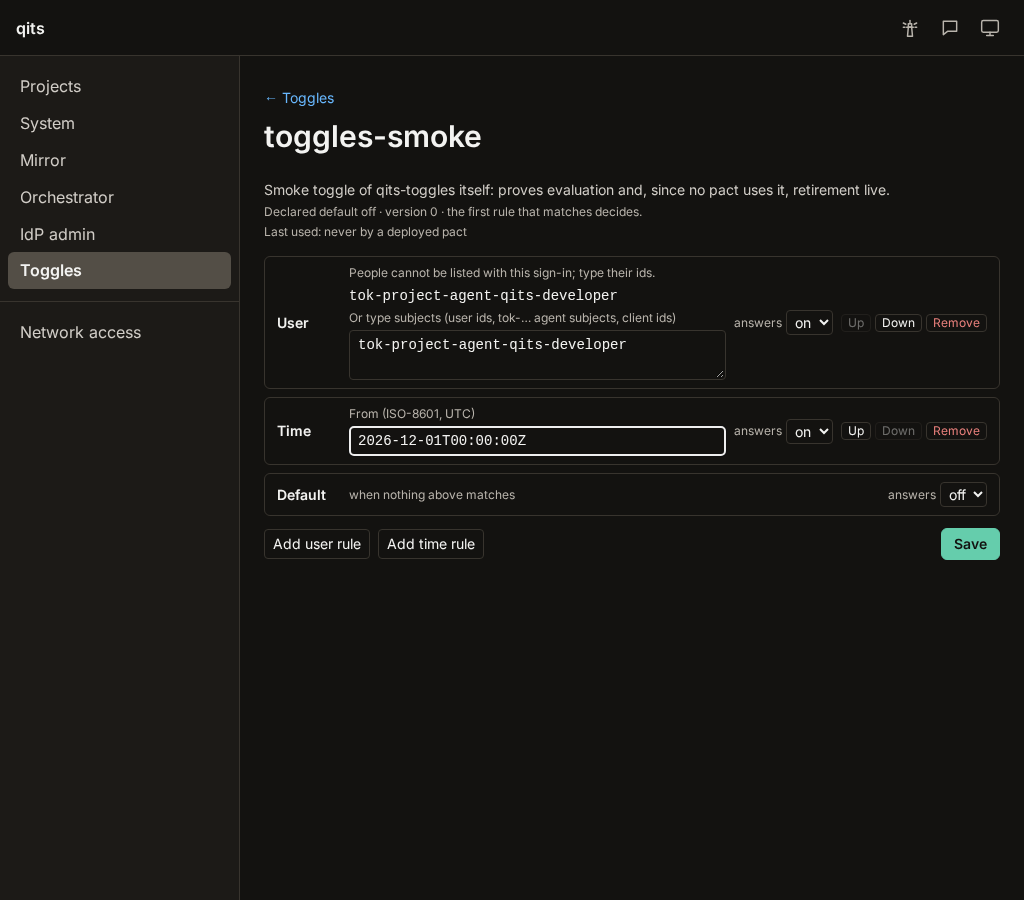 qits
Projects
System
Mirror
Orchestrator
IdP admin
Toggles
Network access
← Toggles
toggles-smoke
Smoke toggle of qits-toggles itself: proves evaluation and, since no pact uses it, retirement live.
Declared default off · version 0 · the first rule that matches decides.
Last used: never by a deployed pact
User
People cannot be listed with this sign-in; type their ids.
tok-project-agent-qits-developer
Or type subjects (user ids, tok-… agent subjects, client ids)
tok-project-agent-qits-developer
answers on Up Down Remove
Time
From (ISO-8601, UTC)
2026-12-01T00:00:00Z
answers on Up Down Remove
Default when nothing above matches answers off
Add user rule Add time rule Save